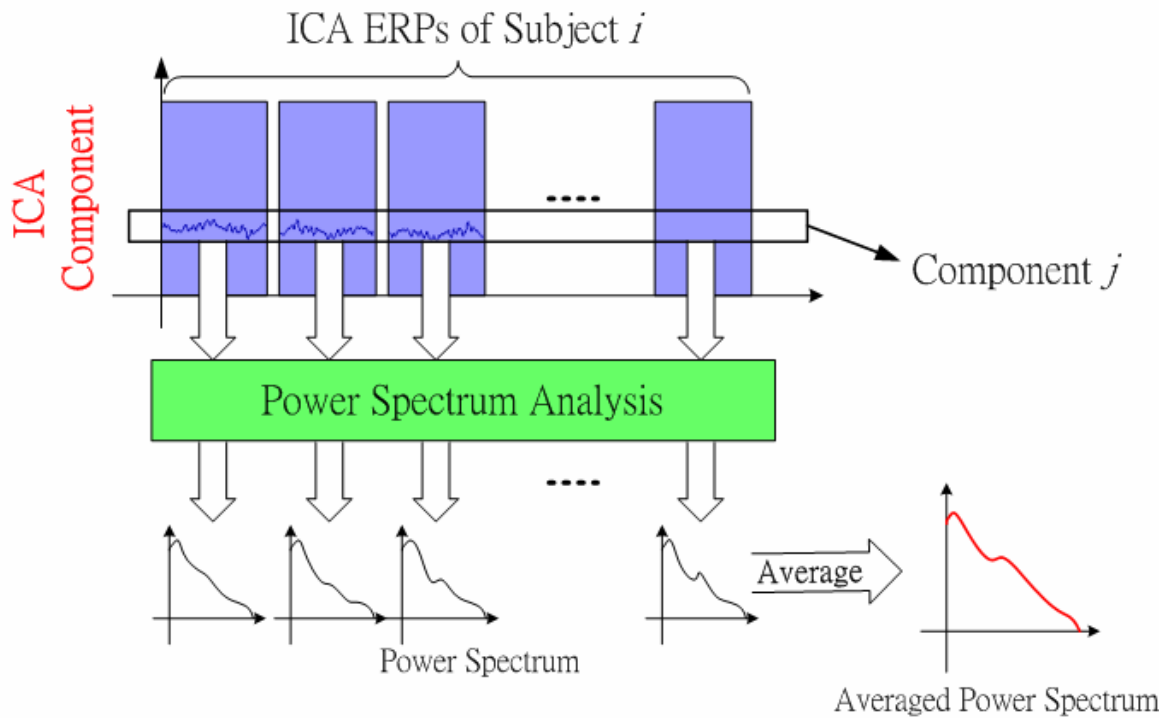 ICA ERPs of Subject i
ICA
Component
Component j
Power Spectrum Analysis
Average
Power Spectrum
Averaged Power Spectrum